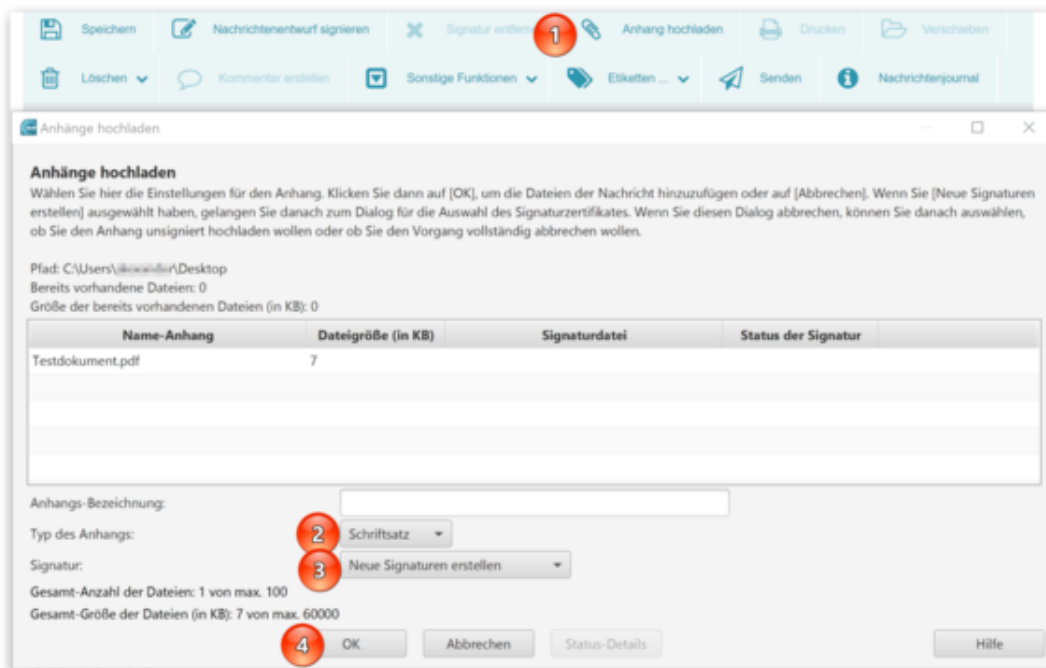 Speichern Nachrichtenentwurf signieren Signatur entfernen 1 Anhang hochladen Drucken Verschieben
Löschen Kommentar erstellen Sonstige Funktionen Etiketten ... Senden Nachrichtenjournal
Anhänge hochladen
Anhänge hochladen
Wählen Sie hier die Einstellungen für den Anhang. Klicken Sie dann auf [OK], um die Dateien der Nachricht hinzuzufügen oder auf [Abbrechen]. Wenn Sie [Neue Signaturen
erstellen] ausgewählt haben, gelangen Sie danach zum Dialog für die Auswahl des Signaturzertifikates. Wenn Sie diesen Dialog abbrechen, können Sie danach auswählen,
ob Sie den Anhang unsigniert hochladen wollen oder ob Sie den Vorgang vollständig abbrechen wollen.
Pfad: C:\Users\ \Desktop
Bereits vorhandene Dateien: 0
Größe der bereits vorhandenen Dateien (in KB): 0
Name-Anhang Dateigröße (in KB) Signaturdatei Status der Signatur
Testdokument.pdf 7
Anhangs-Bezeichnung:
Typ des Anhangs: 2 Schriftsatz
Signatur: 3 Neue Signaturen erstellen
Gesamt-Anzahl der Dateien: 1 von max. 100
Gesamt-Größe der Dateien (in KB): 7 von max. 60000
4 OK Abbrechen Status-Details Hilfe